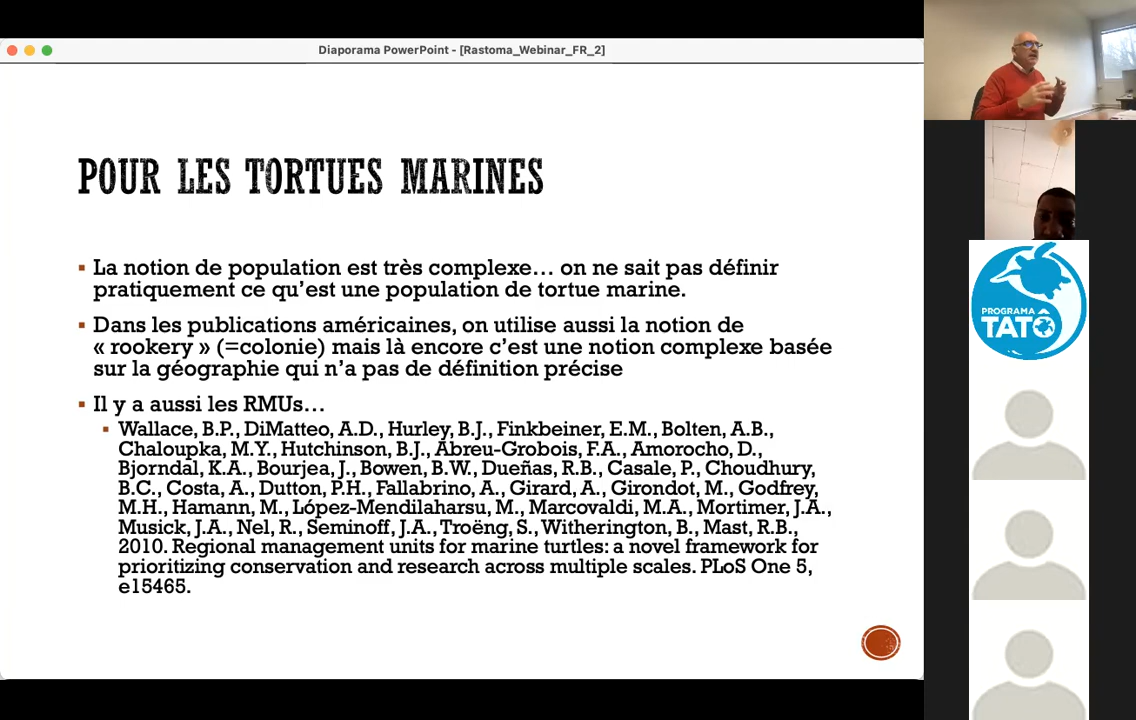 Diaporama PowerPoint - [Rastoma_Webinar_FR_2]
POUR LES TORTUES MARINES
La notion de population est très complexe… on ne sait pas définir
pratiquement ce qu’est une population de tortue marine.
Dans les publications américaines, on utilise aussi la notion de
« rookery » (=colonie) mais là encore c’est une notion complexe basée
sur la géographie qui n’a pas de définition précise
Il y a aussi les RMUs…
Wallace, B.P., DiMatteo, A.D., Hurley, B.J., Finkbeiner, E.M., Bolten, A.B.,
Chaloupka, M.Y., Hutchinson, B.J., Abreu-Grobois, F.A., Amorocho, D.,
Bjorndal, K.A., Bourjea, J., Bowen, B.W., Dueñas, R.B., Casale, P., Choudhury,
B.C., Costa, A., Dutton, P.H., Fallabrino, A., Girard, A., Girondot, M., Godfrey,
M.H., Hamann, M., López-Mendilaharsu, M., Marcovaldi, M.A., Mortimer, J.A.,
Musick, J.A., Nel, R., Seminoff, J.A., Troëng, S., Witherington, B., Mast, R.B.,
2010. Regional management units for marine turtles: a novel framework for
prioritizing conservation and research across multiple scales. PLoS One 5,
e15465.
PROGRAMA
TATÔ